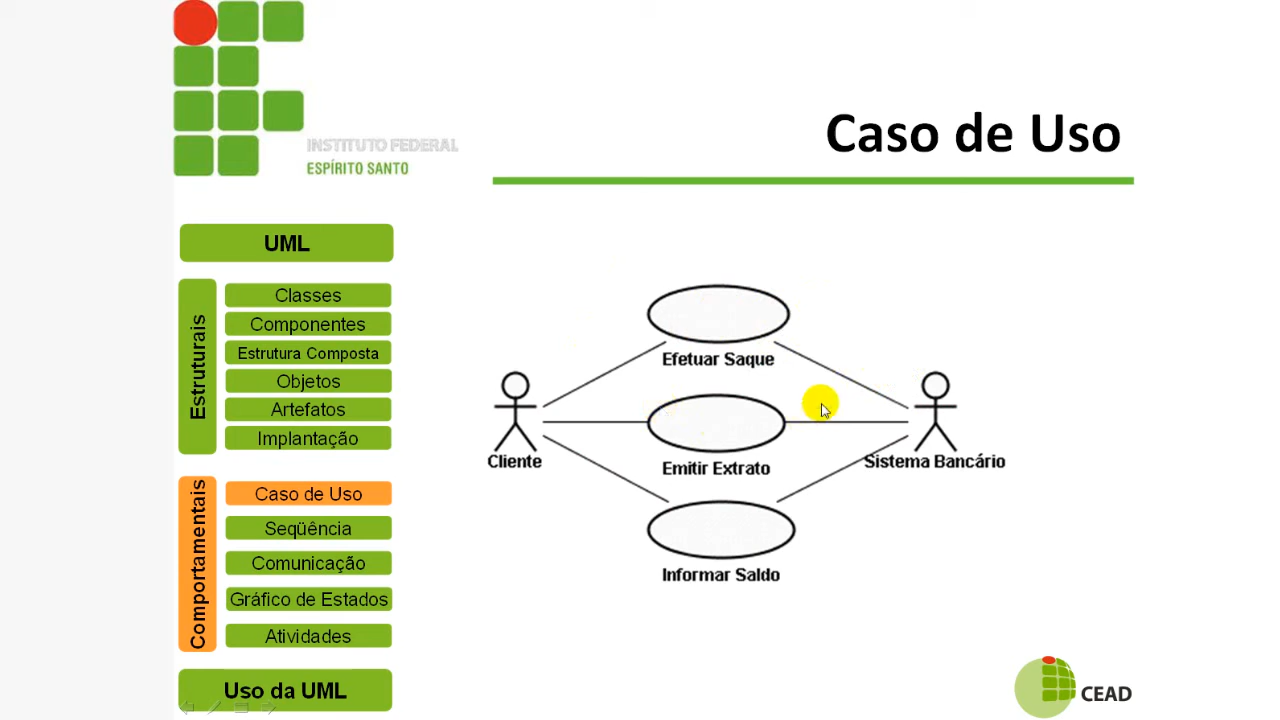 INSTITUTO FEDERAL
ESPÍRITO SANTO
Caso de Uso
UML
Estruturais
Classes
Componentes
Estrutura Composta
Objetos
Artefatos
Implantação
Comportamentais
Caso de Uso
Seqüência
Comunicação
Gráfico de Estados
Atividades
Uso da UML
Efetuar Saque
Cliente
Emitir Extrato
Sistema Bancário
Informar Saldo
CEAD